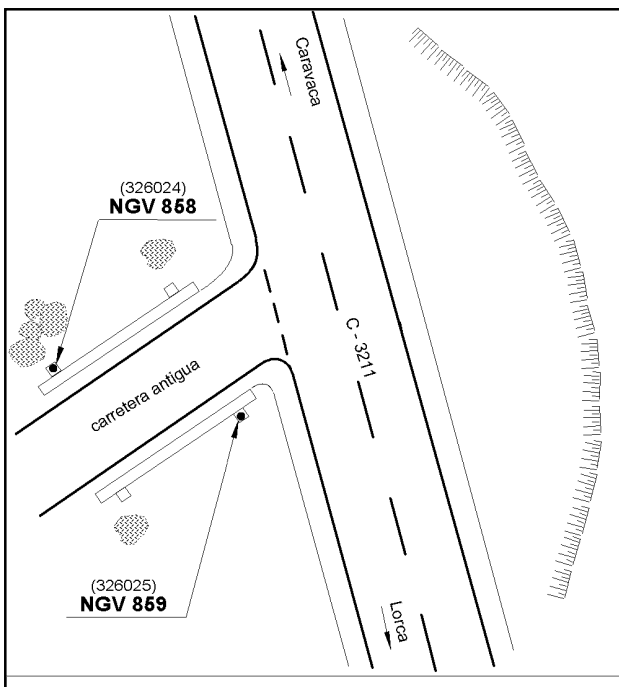 Caravaca
(326024)
NGV 858
C - 3211
carretera antigua
(326025)
NGV 859
Lorca